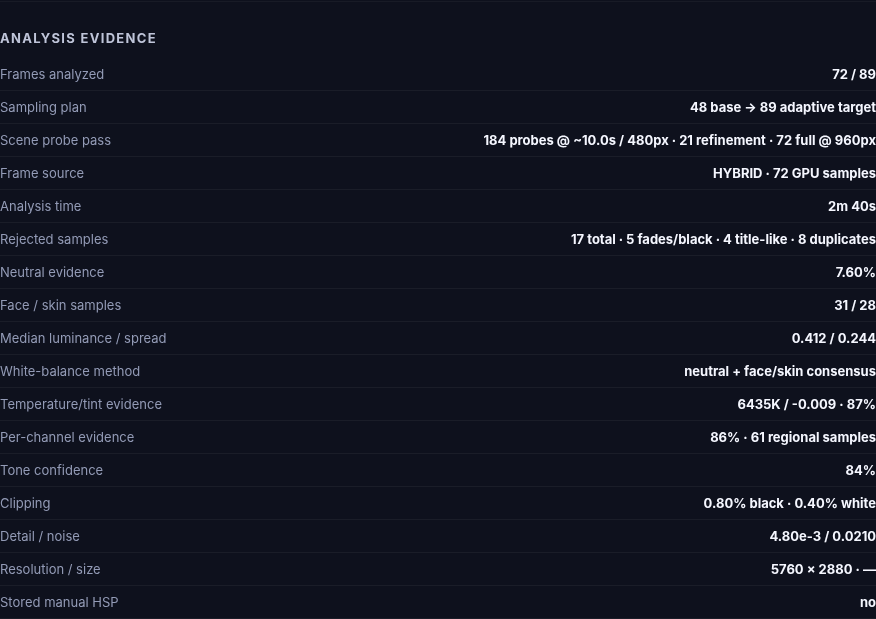 ANALYSIS EVIDENCE
Frames analyzed 72 / 89
Sampling plan 48 base → 89 adaptive target
Scene probe pass 184 probes @ ~10.0s / 480px · 21 refinement · 72 full @ 960px
Frame source HYBRID · 72 GPU samples
Analysis time 2m 40s
Rejected samples 17 total · 5 fades/black · 4 title-like · 8 duplicates
Neutral evidence 7.60%
Face / skin samples 31 / 28
Median luminance / spread 0.412 / 0.244
White-balance method neutral + face/skin consensus
Temperature/tint evidence 6435K / -0.009 · 87%
Per-channel evidence 86% · 61 regional samples
Tone confidence 84%
Clipping 0.80% black · 0.40% white
Detail / noise 4.80e-3 / 0.0210
Resolution / size 5760 × 2880 · —
Stored manual HSP no